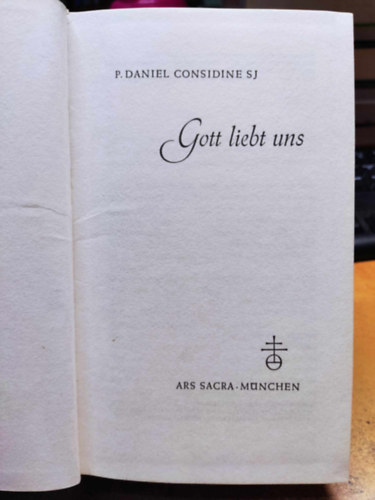 P. DANIEL CONSIDINE SJ
Gott liebt uns
ARS SACRA - MÜNCHEN